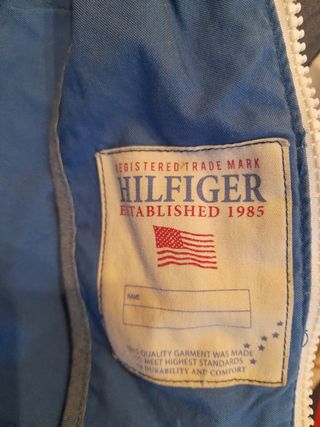 REGISTERED TRADE MARK
HILFIGER
ESTABLISHED 1985
NAME
THIS QUALITY GARMENT WAS MADE
TO MEET HIGHEST STANDARDS
DURABILITY AND COMFORT